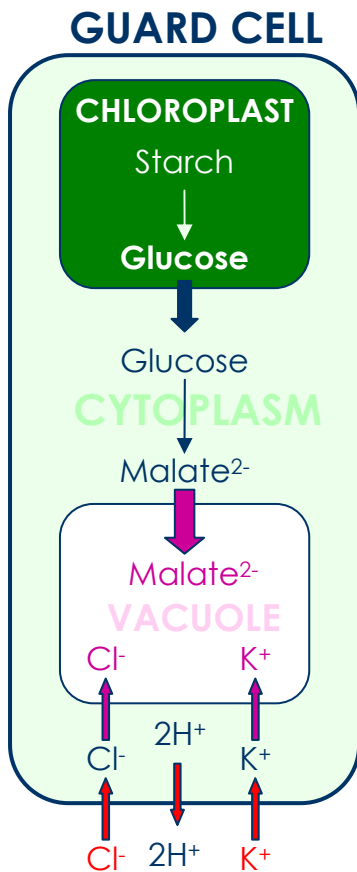 GUARD CELL
CHLOROPLAST
Starch
Glucose
Glucose
CYTOPLASM
Malate²⁻
Malate²⁻
VACUOLE
Cl⁻ K⁺
2H⁺
Cl⁻ K⁺
Cl⁻ 2H⁺ K⁺